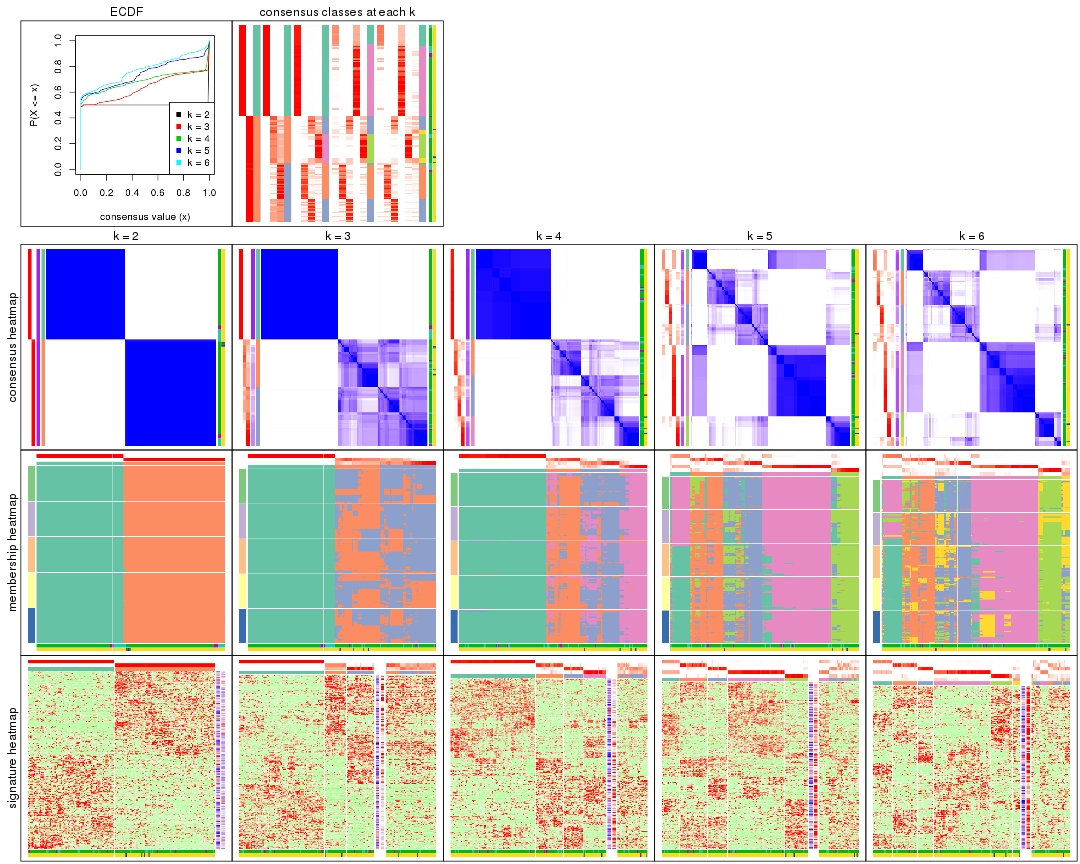 ECDF
consensus classes at each k
P(X <= x)
0.0
0.2
0.4
0.6
0.8
1.0
k = 2
k = 3
k = 4
k = 5
k = 6
0.0 0.2 0.4 0.6 0.8 1.0
consensus value (x)
k = 2
k = 3
k = 4
k = 5
k = 6
consensus heatmap
membership heatmap
signature heatmap